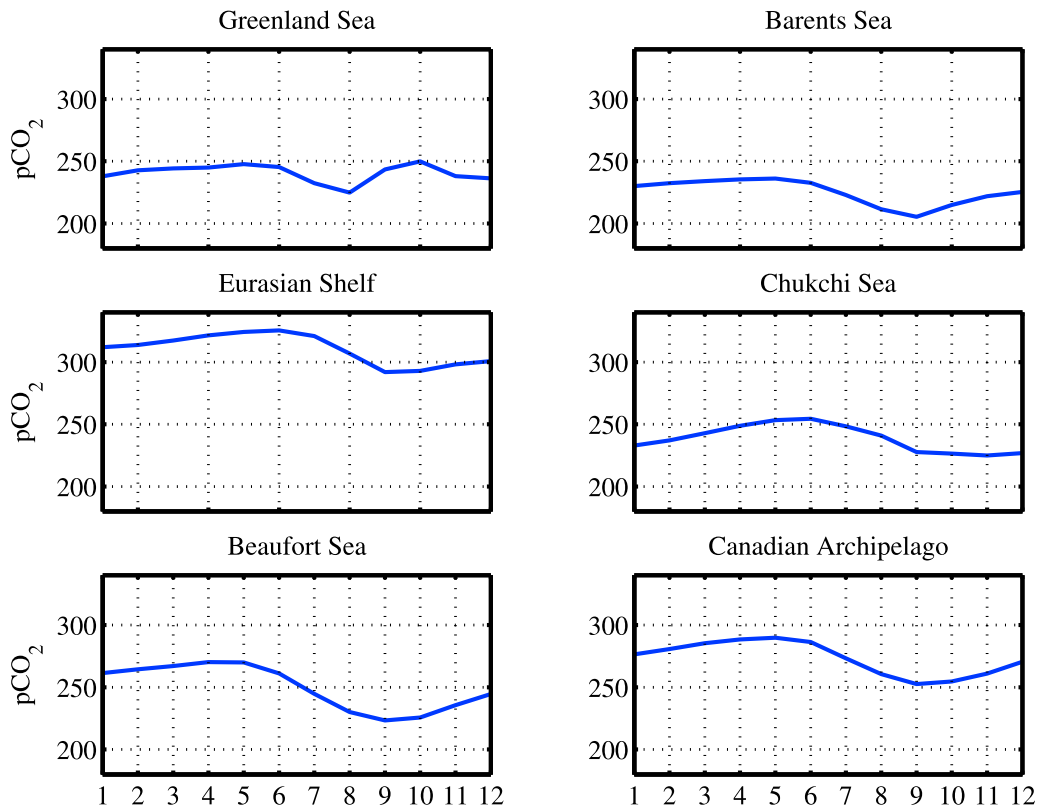 Greenland Sea
Barents Sea
300
250
200
pCO2
300
250
200
Eurasian Shelf
Chukchi Sea
300
250
200
pCO2
300
250
200
Beaufort Sea
Canadian Archipelago
300
250
200
pCO2
300
250
200
1 2 3 4 5 6 7 8 9 10 11 12
1 2 3 4 5 6 7 8 9 10 11 12